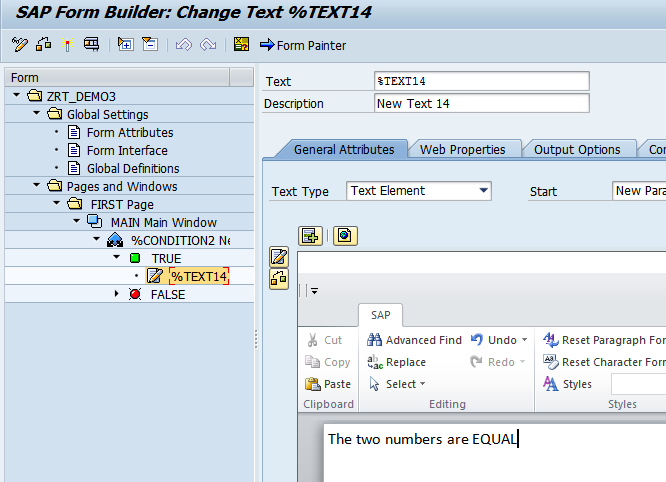 SAP Form Builder: Change Text %TEXT14
Form Painter
Form
ZRT_DEMO3
Global Settings
Form Attributes
Form Interface
Global Definitions
Pages and Windows
FIRST Page
MAIN Main Window
%CONDITION2 Ne
TRUE
%TEXT14
FALSE
Text %TEXT14
Description New Text 14
General Attributes Web Properties Output Options Con
Text Type Text Element Start New Para
SAP
Cut Advanced Find Undo Reset Paragraph For
Copy Replace Redo Reset Character Form
Paste Select Styles
Clipboard Editing Styles
The two numbers are EQUAL